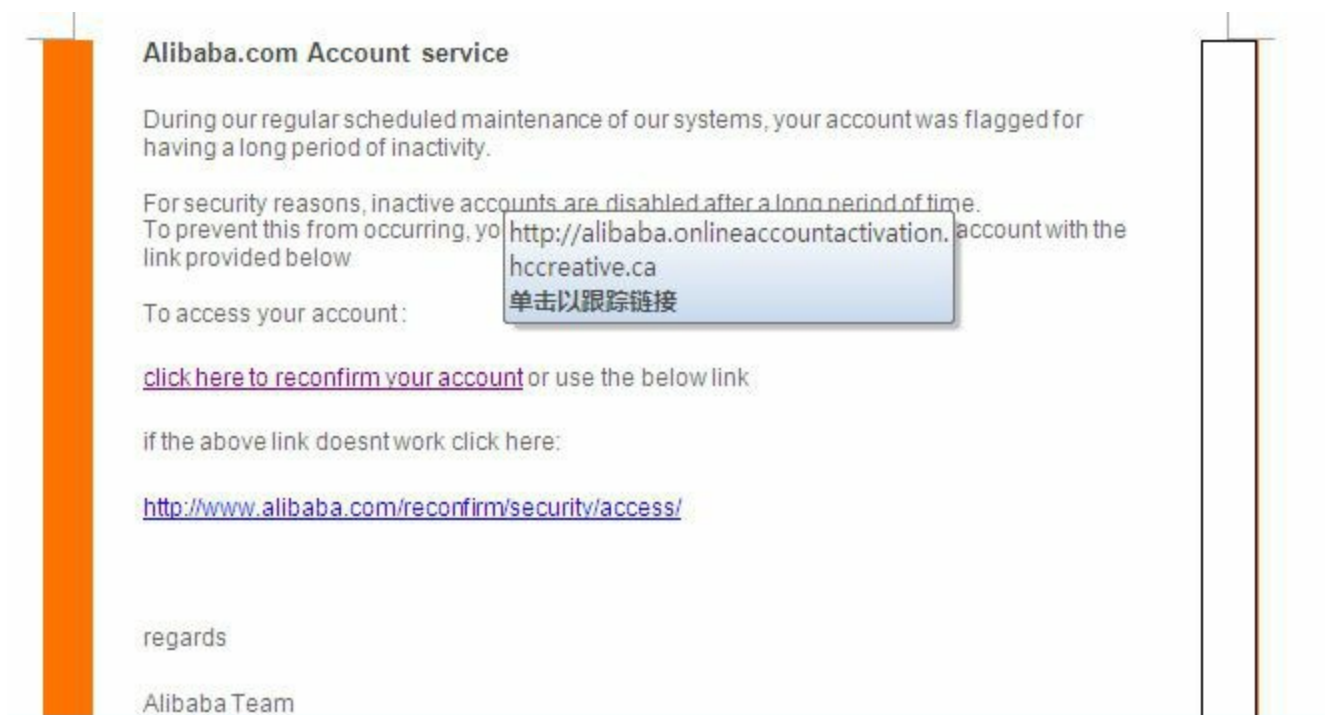 Alibaba.com Account service
During our regular scheduled maintenance of our systems, your account was flagged for
having a long period of inactivity.
For security reasons, inactive accounts are disabled after a long period of time.
To prevent this from occurring, yo account with the
link provided below
http://alibaba.onlineaccountactivation.
hccreative.ca
单击以跟踪链接
To access your account:
click here to reconfirm your account or use the below link
if the above link doesnt work click here:
http://www.alibaba.com/reconfirm/security/access/
regards
Alibaba Team